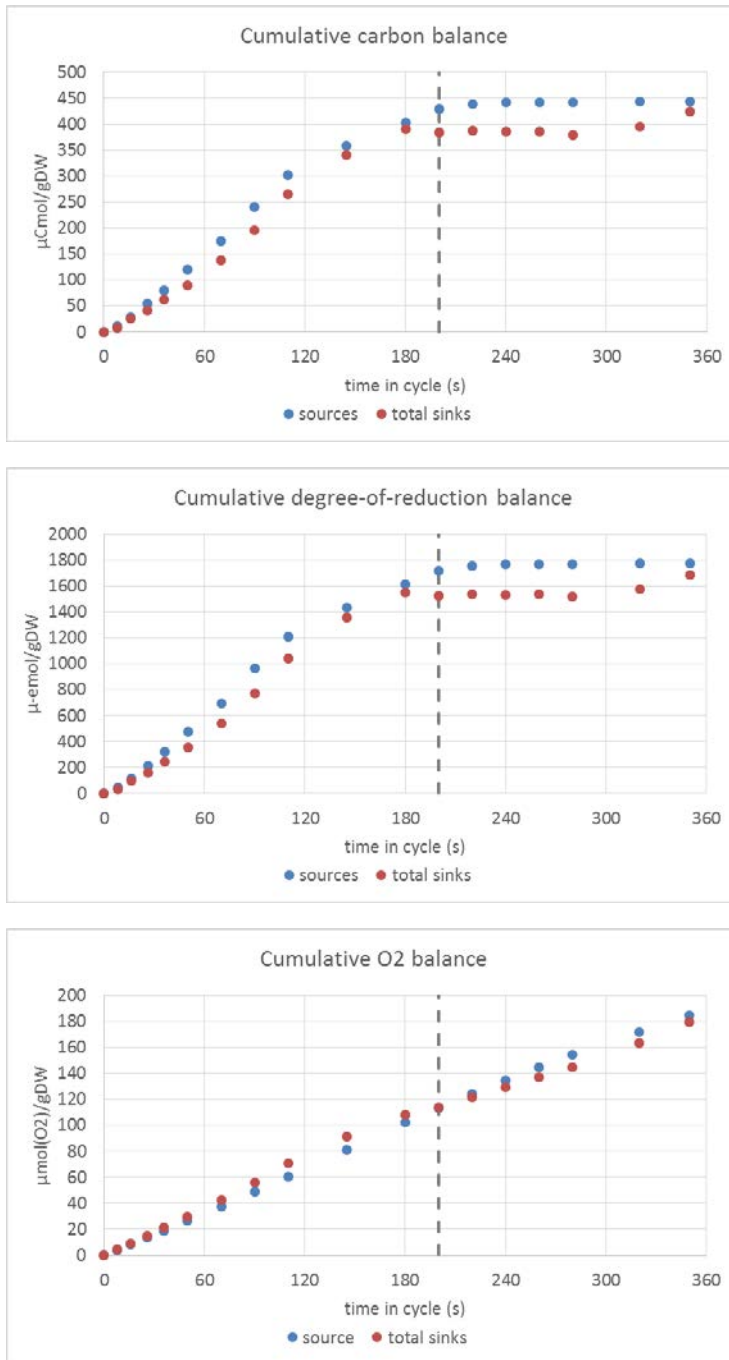 Cumulative carbon balance
500
450
400
350
300
250
200
150
100
50
0
µCmol/gDW
0 60 120 180 240 300 360
time in cycle (s)
sources total sinks
Cumulative degree-of-reduction balance
2000
1800
1600
1400
1200
1000
800
600
400
200
0
µ-emol/gDW
0 60 120 180 240 300 360
time in cycle (s)
sources total sinks
Cumulative O2 balance
200
180
160
140
120
100
80
60
40
20
0
µmol(O2)/gDW
0 60 120 180 240 300 360
time in cycle (s)
source total sinks